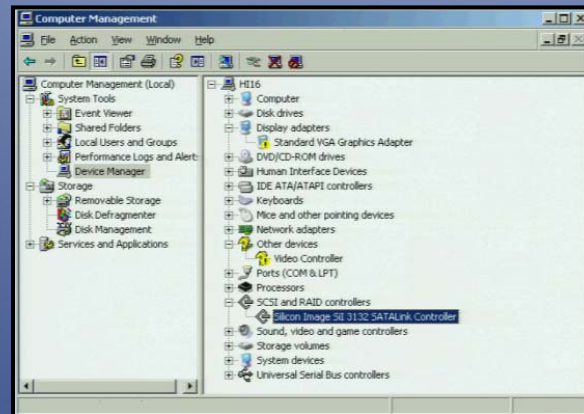 Computer Management
File Action View Window Help
Computer Management (Local)
System Tools
Event Viewer
Shared Folders
Local Users and Groups
Performance Logs and Alert:
Device Manager
Storage
Removable Storage
Disk Defragmenter
Disk Management
Services and Applications
HI16
Computer
Disk drives
Display adapters
Standard VGA Graphics Adapter
DVD/CD-ROM drives
Human Interface Devices
IDE ATA/ATAPI controllers
Keyboards
Mice and other pointing devices
Network adapters
Other devices
Video Controller
Ports (COM & LPT)
Processors
SCSI and RAID controllers
Silicon Image SiI 3132 SATALink Controller
Sound, video and game controllers
Storage volumes
System devices
Universal Serial Bus controllers